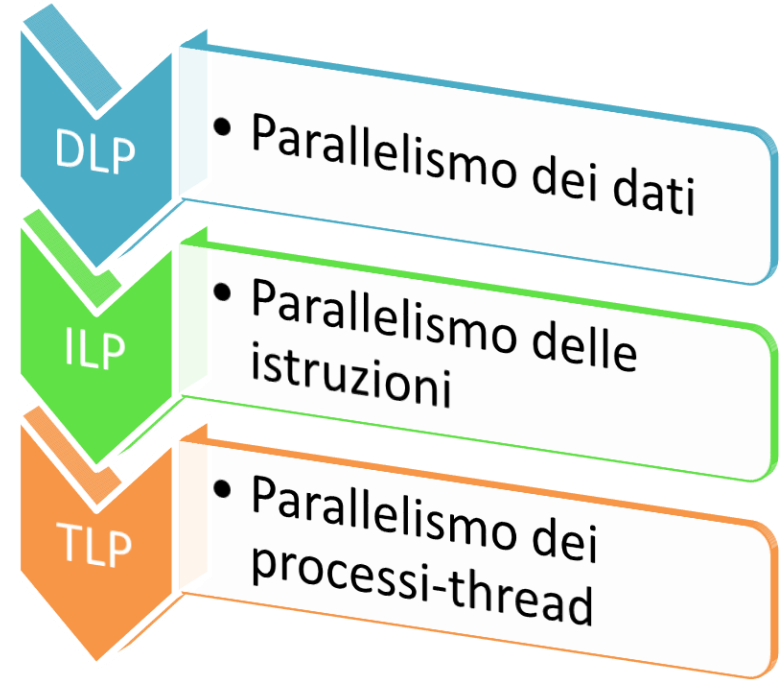 DLP
• Parallelismo dei dati
ILP
• Parallelismo delle
istruzioni
TLP
• Parallelismo dei
processi-thread